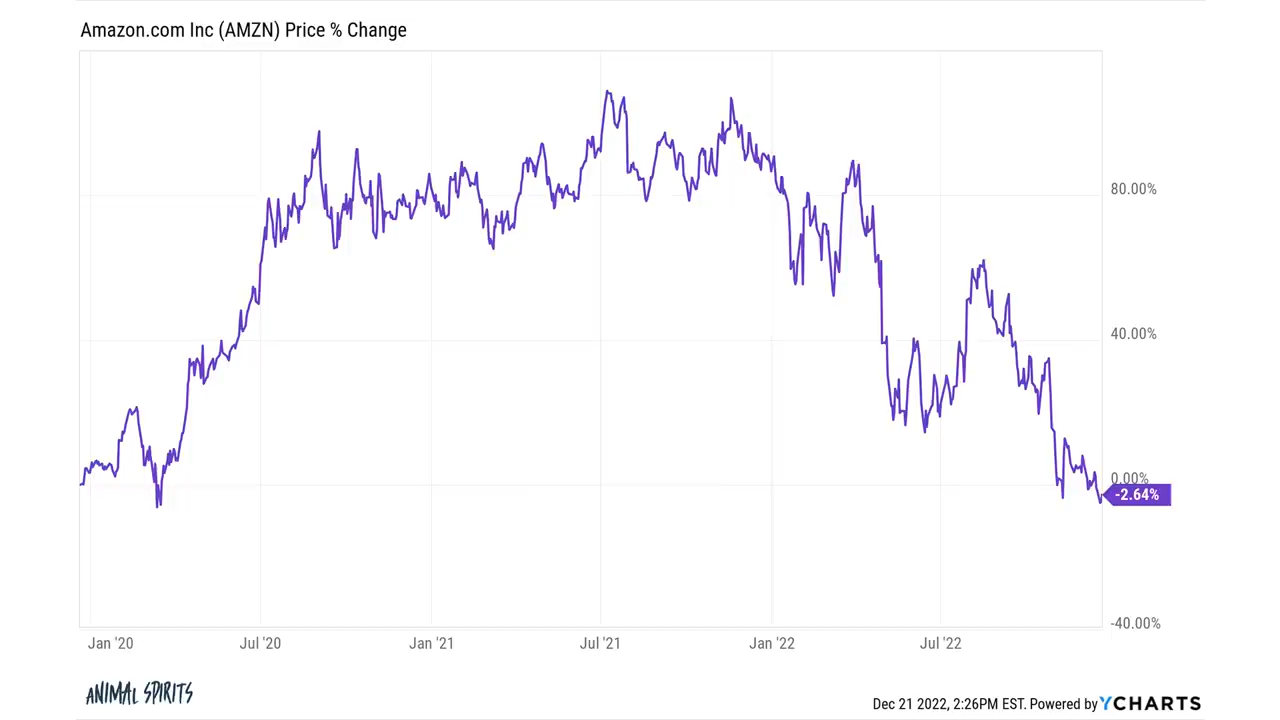 Amazon.com Inc (AMZN) Price % Change
80.00%
40.00%
0.00%
-2.64%
-40.00%
Jan '20 Jul '20 Jan '21 Jul '21 Jan '22 Jul '22
ANIMAL SPIRITS
Dec 21 2022, 2:26PM EST. Powered by YCHARTS